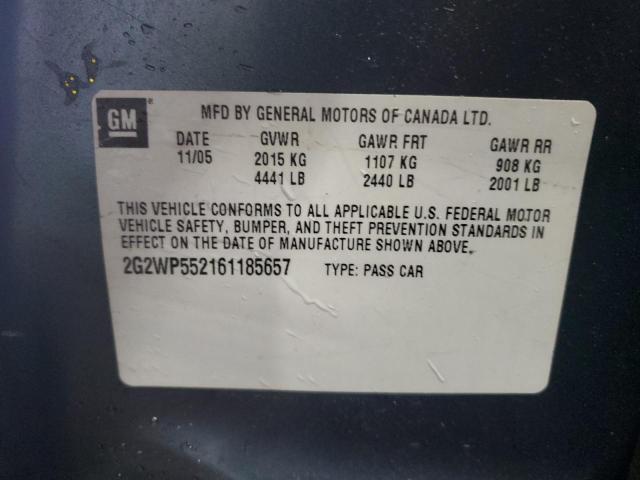 GM ®
MFD BY GENERAL MOTORS OF CANADA LTD.
DATE GVWR GAWR FRT GAWR RR
11/05 2015 KG 1107 KG 908 KG
4441 LB 2440 LB 2001 LB
THIS VEHICLE CONFORMS TO ALL APPLICABLE U.S. FEDERAL MOTOR
VEHICLE SAFETY, BUMPER, AND THEFT PREVENTION STANDARDS IN
EFFECT ON THE DATE OF MANUFACTURE SHOWN ABOVE.
2G2WP552161185657 TYPE: PASS CAR